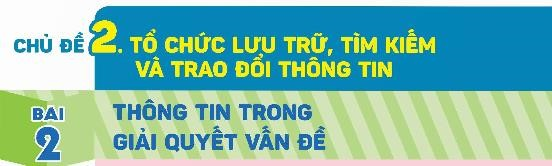 CHỦ ĐỀ 2. TỔ CHỨC LƯU TRỮ, TÌM KIẾM
VÀ TRAO ĐỔI THÔNG TIN
BÀI 2
THÔNG TIN TRONG
GIẢI QUYẾT VẤN ĐỀ